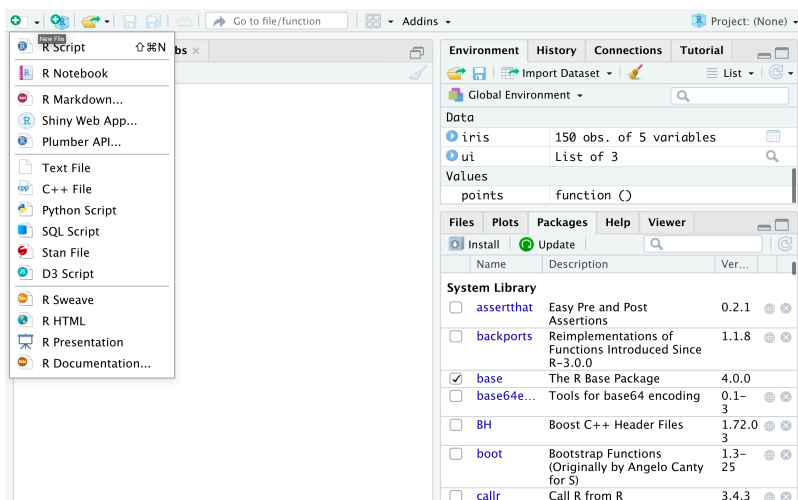 Go to file/function
Addins
Project: (None)
New File
R Script ⇧⌘N
R Notebook
R Markdown...
Shiny Web App...
Plumber API...
Text File
C++ File
Python Script
SQL Script
Stan File
D3 Script
R Sweave
R HTML
R Presentation
R Documentation...
bs
Environment History Connections Tutorial
Import Dataset
List
Global Environment
Data
iris 150 obs. of 5 variables
ui List of 3
Values
points function ()
Files Plots Packages Help Viewer
Install Update
Name Description Ver...
System Library
assertthat Easy Pre and Post 0.2.1
Assertions
backports Reimplementations of 1.1.8
Functions Introduced Since
R-3.0.0
base The R Base Package 4.0.0
base64e... Tools for base64 encoding 0.1-
3
BH Boost C++ Header Files 1.72.0
3
boot Bootstrap Functions 1.3-
(Originally by Angelo Canty 25
for S)
callr Call R from R 3.4.3